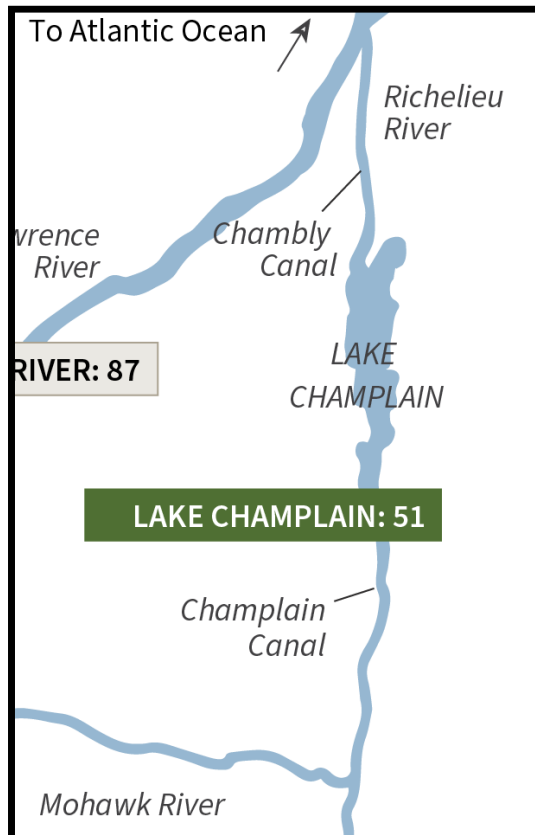 To Atlantic Ocean
Richelieu
River
wrence
River
Chambly
Canal
RIVER: 87
LAKE
CHAMPLAIN
LAKE CHAMPLAIN: 51
Champlain
Canal
Mohawk River